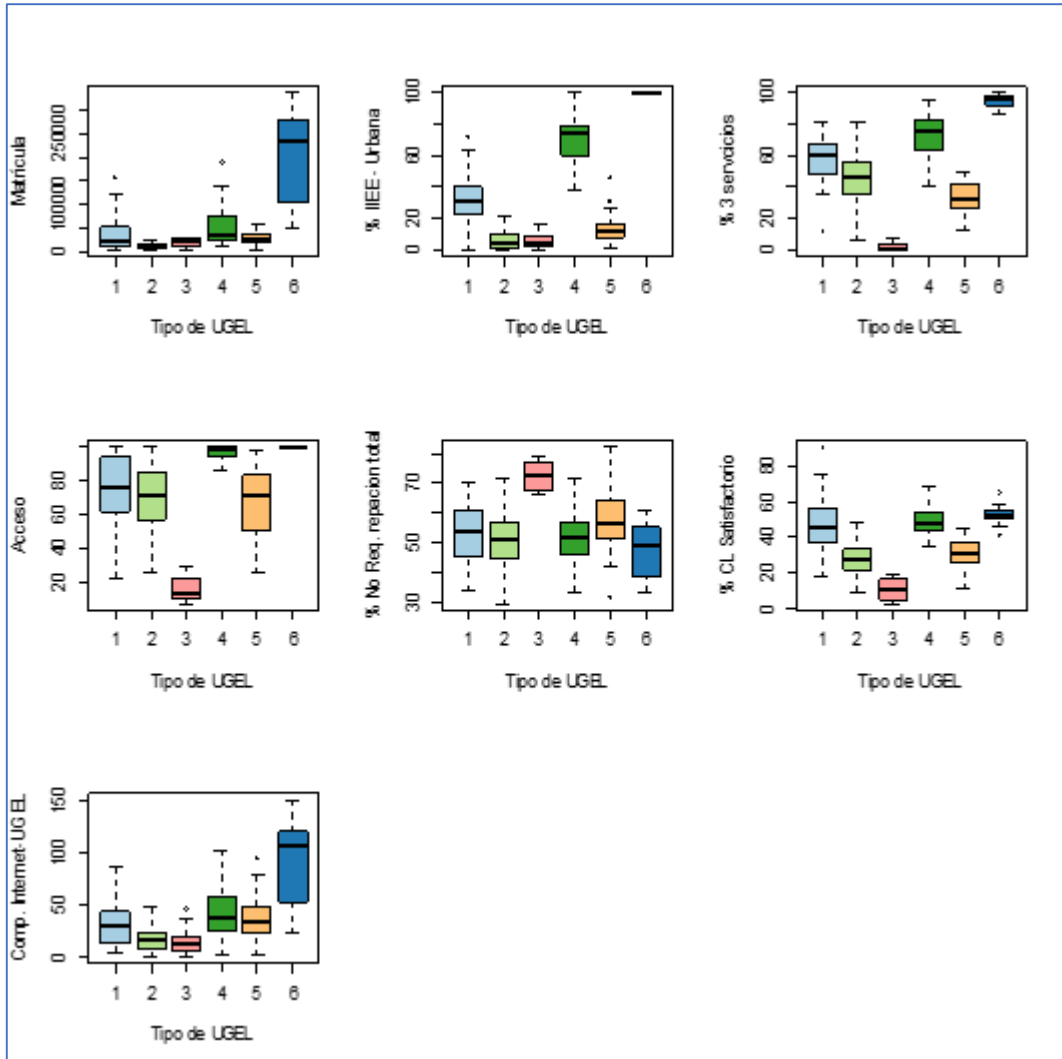 Matrícula
0 100000 250000
1 2 3 4 5 6
Tipo de UGEL
% IIEE - Urbana
0 20 60 100
1 2 3 4 5 6
Tipo de UGEL
% 3 servcicios
0 20 60 100
1 2 3 4 5 6
Tipo de UGEL
Acceso
20 40 60 80
1 2 3 4 5 6
Tipo de UGEL
% No Req. repacion total
30 50 70
1 2 3 4 5 6
Tipo de UGEL
% CL Satisfactorio
0 20 40 60 80
1 2 3 4 5 6
Tipo de UGEL
Comp. Internet-UGEL
0 50 100 150
1 2 3 4 5 6
Tipo de UGEL